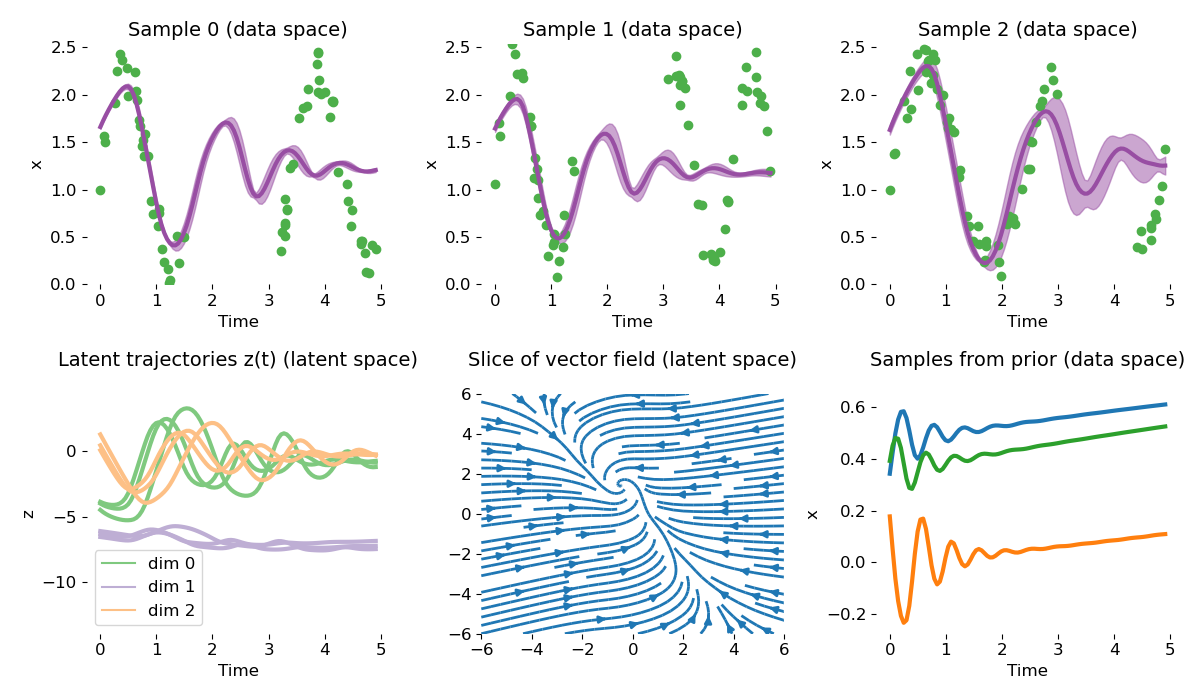 Sample 0 (data space)
Sample 1 (data space)
Sample 2 (data space)
2.5
2.0
1.5
1.0
0.5
0.0
x
0 1 2 3 4 5
Time
2.5
2.0
1.5
1.0
0.5
0.0
x
0 1 2 3 4 5
Time
2.5
2.0
1.5
1.0
0.5
0.0
x
0 1 2 3 4 5
Time
Latent trajectories z(t) (latent space)
Slice of vector field (latent space)
Samples from prior (data space)
0
−5
−10
z
dim 0
dim 1
dim 2
0 1 2 3 4 5
Time
6
4
2
0
−2
−4
−6
−6 −4 −2 0 2 4 6
0.6
0.4
0.2
0.0
−0.2
x
0 1 2 3 4 5
Time